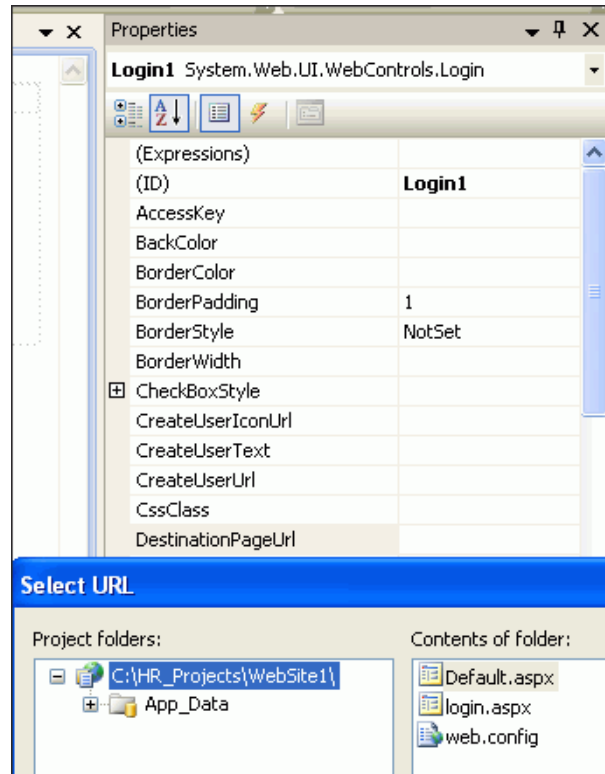 Properties
Login1 System.Web.UI.WebControls.Login
A
Z
(Expressions)
(ID) Login1
AccessKey
BackColor
BorderColor
BorderPadding 1
BorderStyle NotSet
BorderWidth
CheckBoxStyle
CreateUserIconUrl
CreateUserText
CreateUserUrl
CssClass
DestinationPageUrl
Select URL
Project folders: Contents of folder:
C:\HR_Projects\WebSite1\ Default.aspx
App_Data login.aspx
web.config